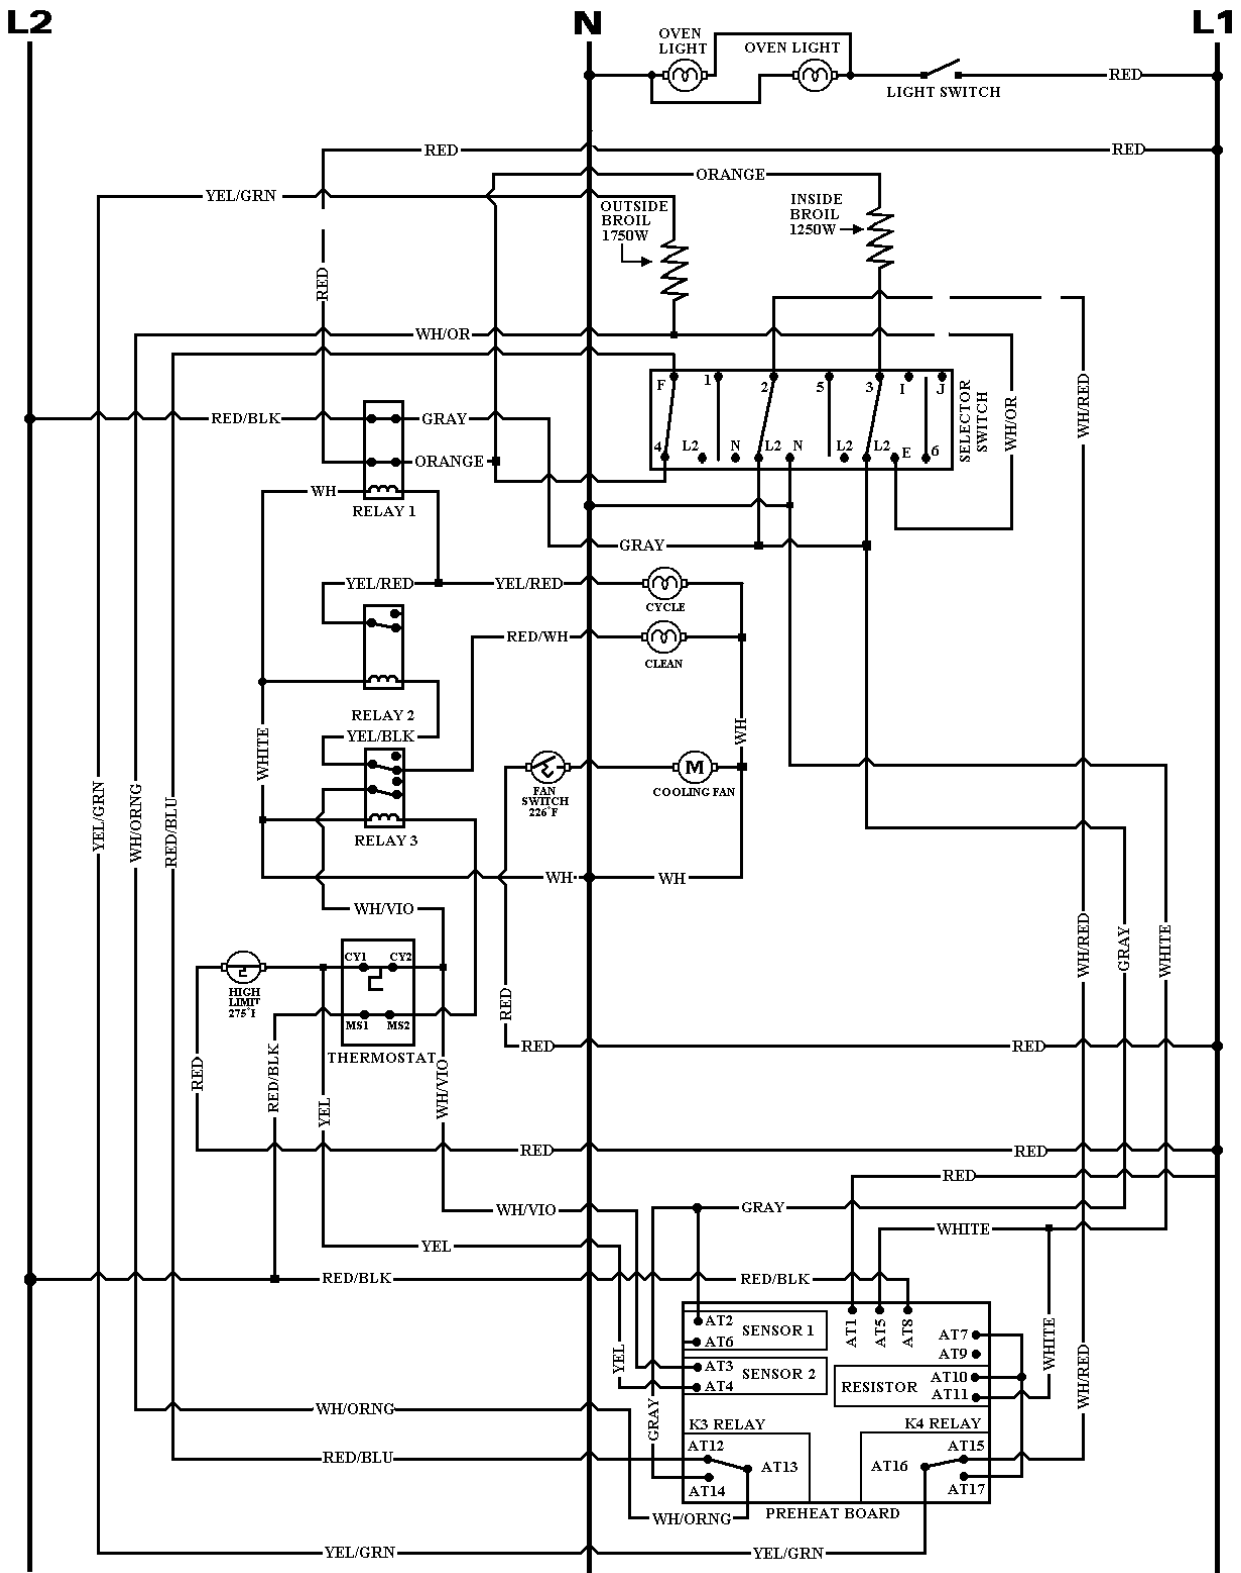 L2
N
L1
OVEN
LIGHT
OVEN LIGHT
RED
LIGHT SWITCH
RED
RED
ORANGE
YEL/GRN
OUTSIDE
BROIL
1750W
INSIDE
BROIL
1250W
RED
WH/OR
F
1
2
5
3
I
J
4
L2
N
L2
N
L2
L2
E
6
SELECTOR
SWITCH
WH/OR
WH/RED
RED/BLK
GRAY
ORANGE
WH
RELAY 1
GRAY
YEL/RED
YEL/RED
CYCLE
RED/WH
CLEAN
RELAY 2
YEL/BLK
WHITE
WH
FAN
SWITCH
226°F
M
COOLING FAN
RELAY 3
YEL/GRN
WH/ORNG
RED/BLU
WH
WH
WH/VIO
CY1
CY2
MS1
MS2
THERMOSTAT
HIGH
LIMIT
275°F
RED
RED
RED
WH/RED
GRAY
WHITE
RED
RED/BLK
YEL
WH/VIO
RED
RED
RED
WH/VIO
GRAY
WHITE
YEL
RED/BLK
RED/BLK
AT2
SENSOR 1
AT6
AT3
SENSOR 2
AT4
AT1
AT5
AT8
AT7
AT9
AT10
RESISTOR
AT11
WHITE
WH/RED
YEL
GRAY
WH/ORNG
K3 RELAY
K4 RELAY
AT12
AT13
AT14
AT15
AT16
AT17
RED/BLU
WH/ORNG
PREHEAT BOARD
YEL/GRN
YEL/GRN